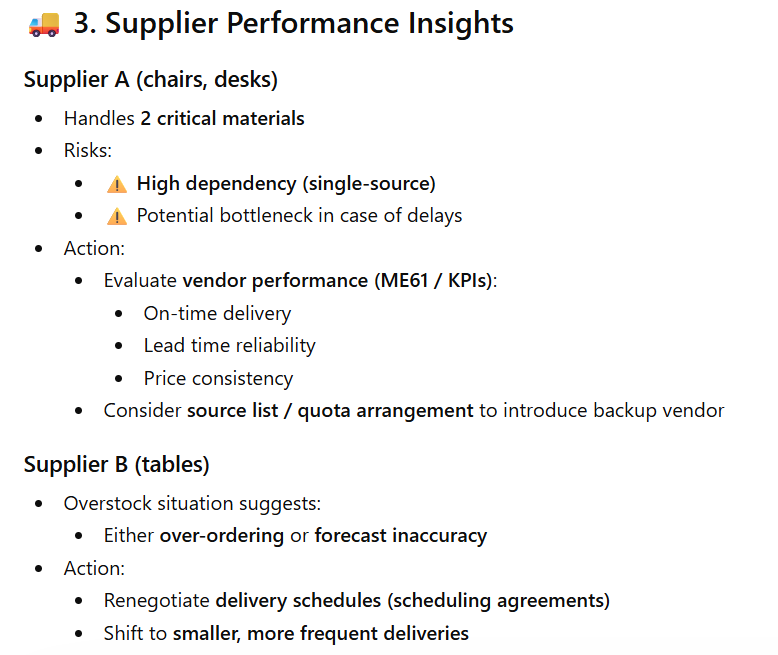 🚚 3. Supplier Performance Insights
Supplier A (chairs, desks)
• Handles 2 critical materials
• Risks:
• ⚠️ High dependency (single-source)
• ⚠️ Potential bottleneck in case of delays
• Action:
• Evaluate vendor performance (ME61 / KPIs):
• On-time delivery
• Lead time reliability
• Price consistency
• Consider source list / quota arrangement to introduce backup vendor
Supplier B (tables)
• Overstock situation suggests:
• Either over-ordering or forecast inaccuracy
• Action:
• Renegotiate delivery schedules (scheduling agreements)
• Shift to smaller, more frequent deliveries